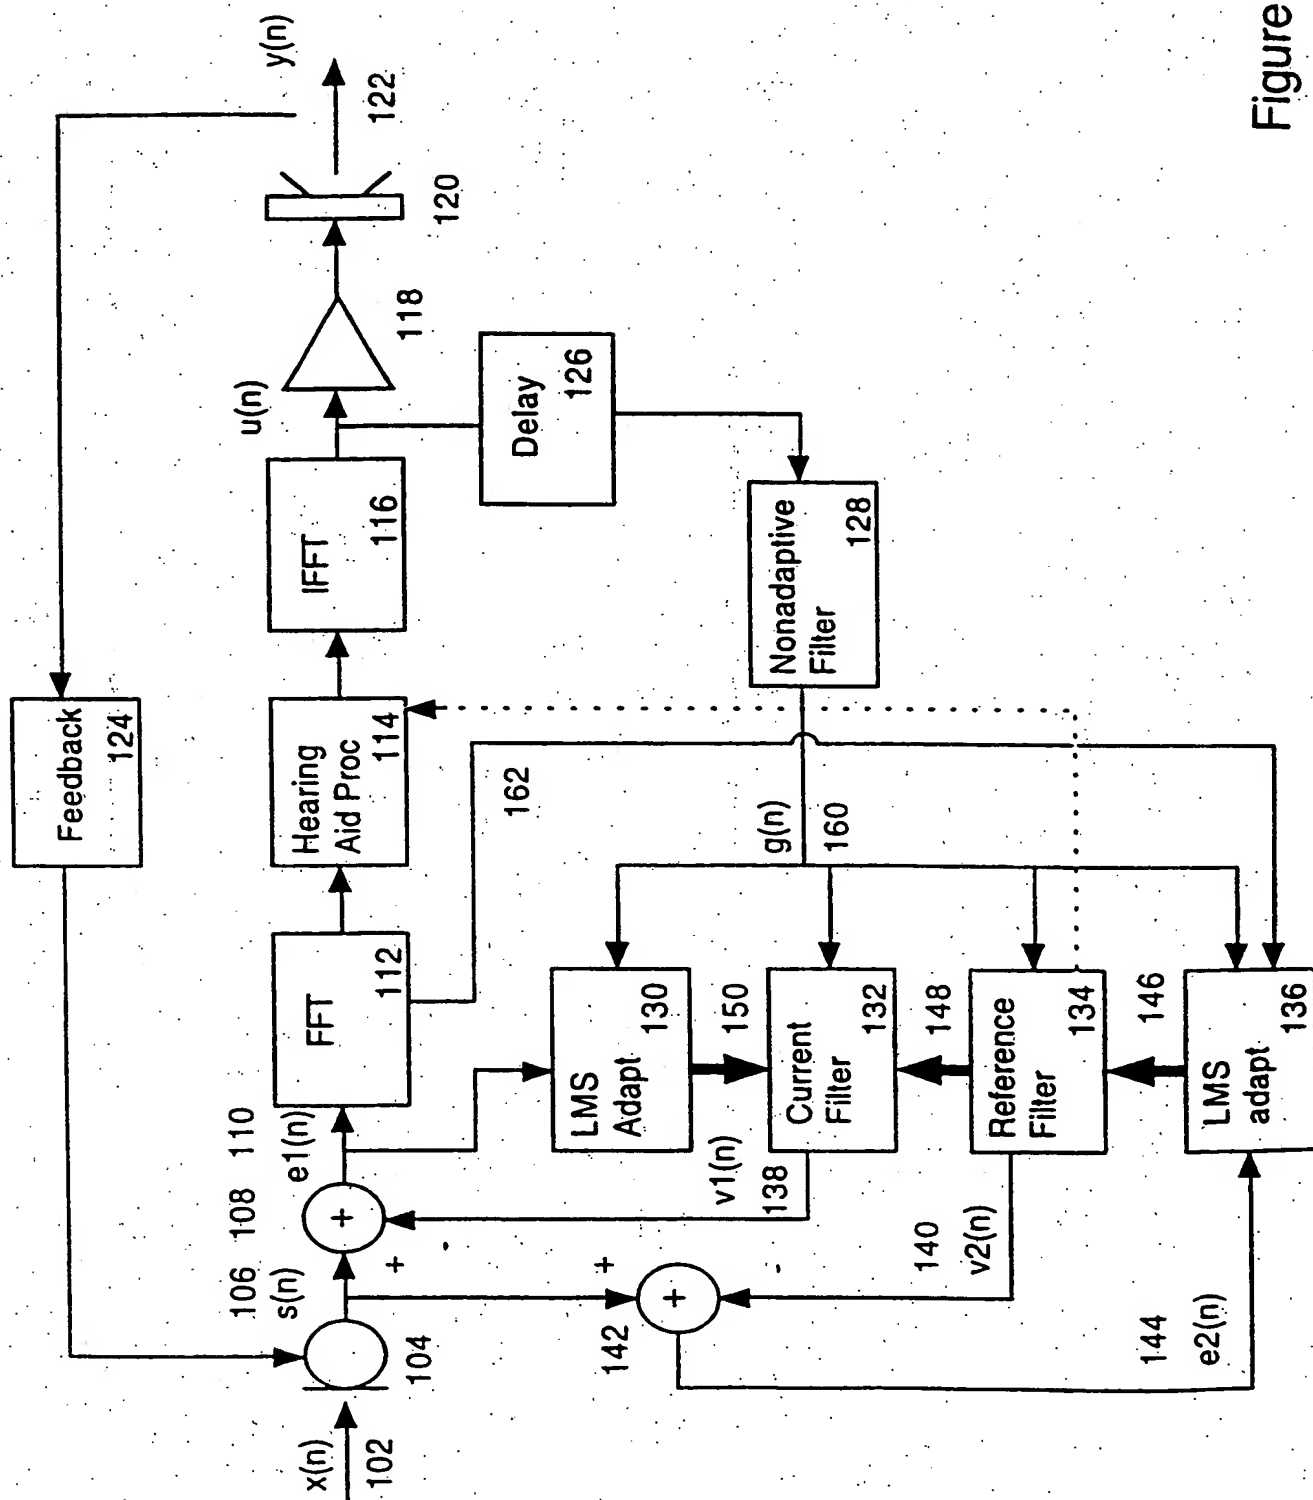 Feedback
124
y(n)
122
120
118
u(n)
IFFT
116
Hearing
Aid Proc
114
FFT
112
110
e1(n)
108
+
106
s(n)
104
x(n)
102
+
Delay
126
162
Nonadaptive
Filter
128
g(n)
160
LMS
Adapt
130
150
Current
Filter
132
v1(n)
138
148
Reference
Filter
134
146
LMS
adapt
136
140
v2(n)
+
-
+
142
144
e2(n)
Figure